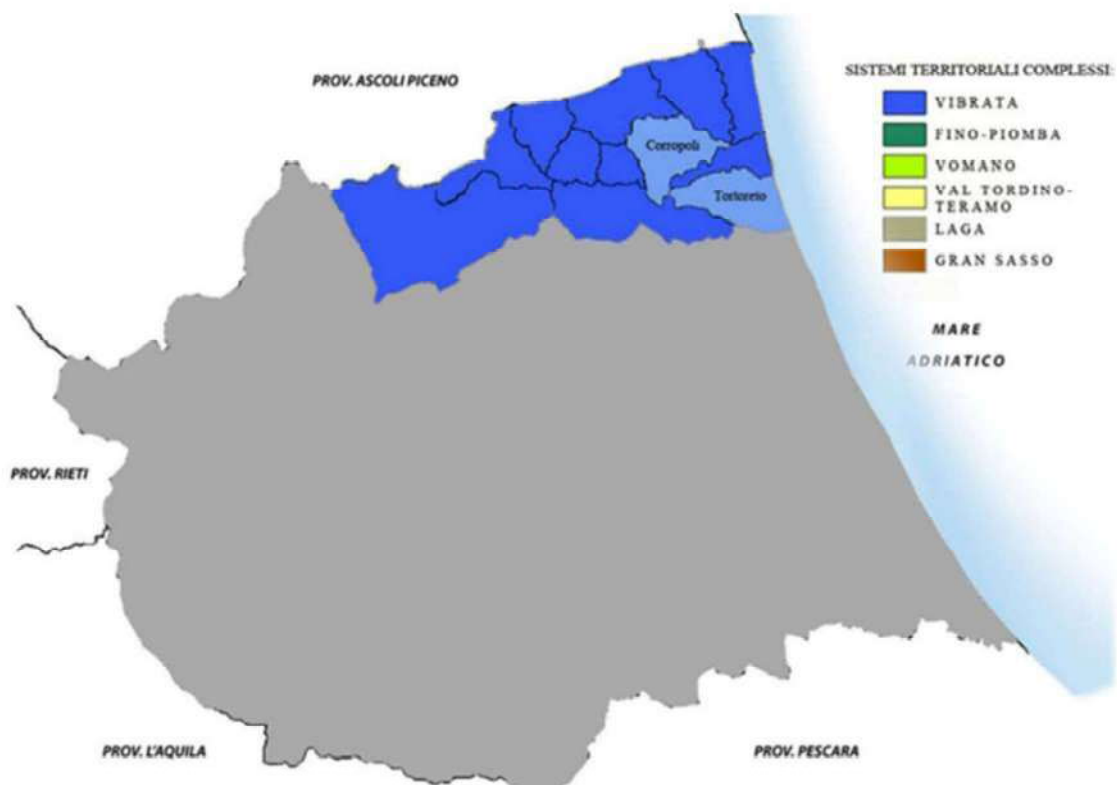 PROV. ASCOLI PICENO
SISTEMI TERRITORIALI COMPLESSI:
VIBRATA
FINO-PIOMBA
VOMANO
VAL TORDINO-
TERAMO
LAGA
GRAN SASSO
Corropoli
Tortoreto
MARE
ADRIATICO
PROV. RIETI
PROV. L'AQUILA
PROV. PESCARA